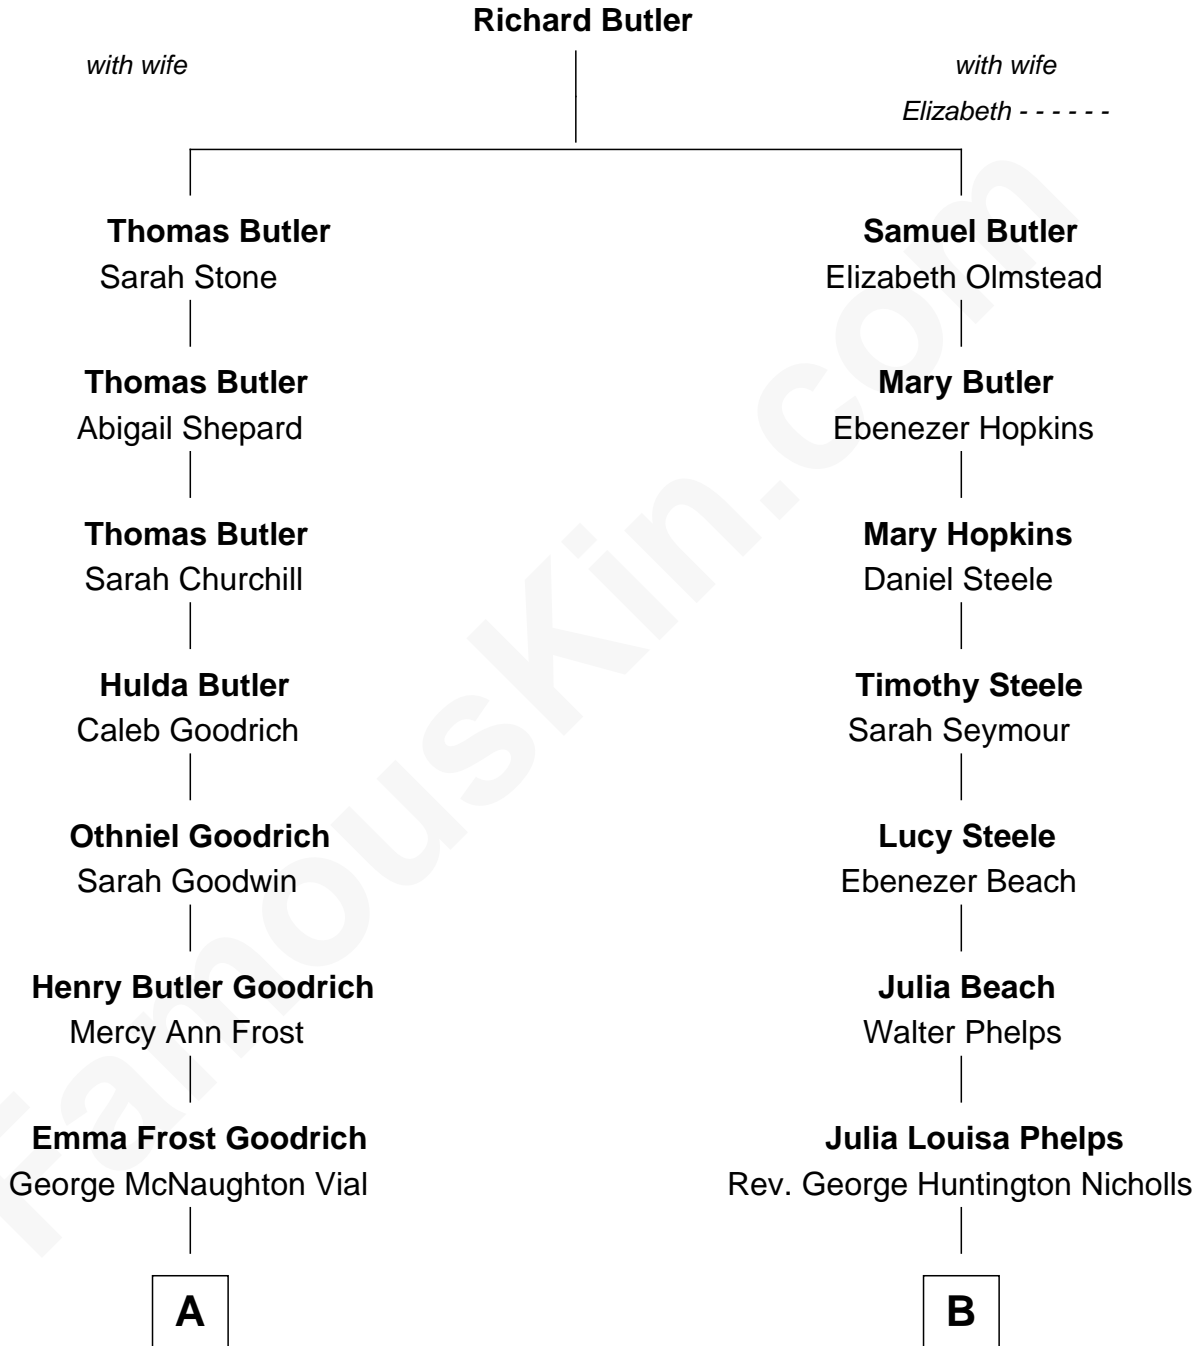 Richard Butler
with wife
with wife
Elizabeth - - - - - -
Thomas Butler
Sarah Stone
Samuel Butler
Elizabeth Olmstead
Thomas Butler
Abigail Shepard
Mary Butler
Ebenezer Hopkins
Thomas Butler
Sarah Churchill
Mary Hopkins
Daniel Steele
Hulda Butler
Caleb Goodrich
Timothy Steele
Sarah Seymour
Othniel Goodrich
Sarah Goodwin
Lucy Steele
Ebenezer Beach
Henry Butler Goodrich
Mercy Ann Frost
Julia Beach
Walter Phelps
Emma Frost Goodrich
George McNaughton Vial
Julia Louisa Phelps
Rev. George Huntington Nicholls
A
B
FamousKin.com